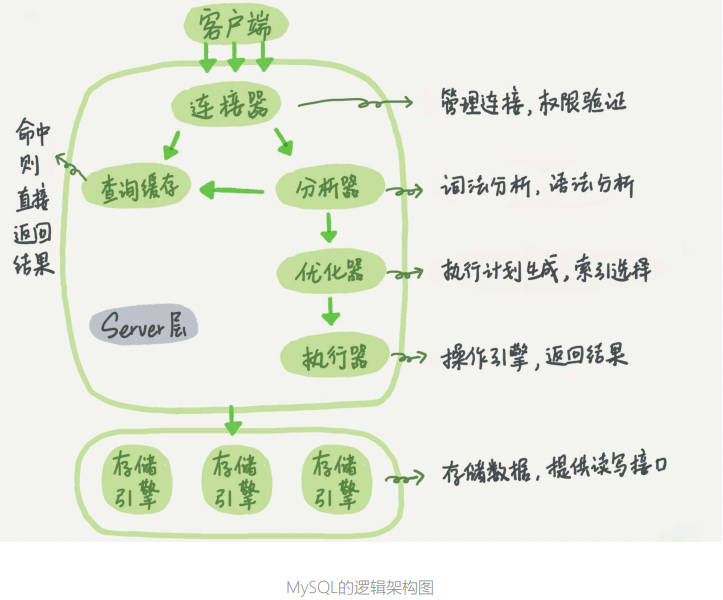 客户端
连接器
管理连接，权限验证
命中
则
直接
返回
结果
查询缓存
分析器
词法分析，语法分析
优化器
执行计划生成，索引选择
Server层
执行器
操作引擎，返回结果
存储
引擎
存储
引擎
存储
引擎
存储数据，提供读写接口
MySQL的逻辑架构图